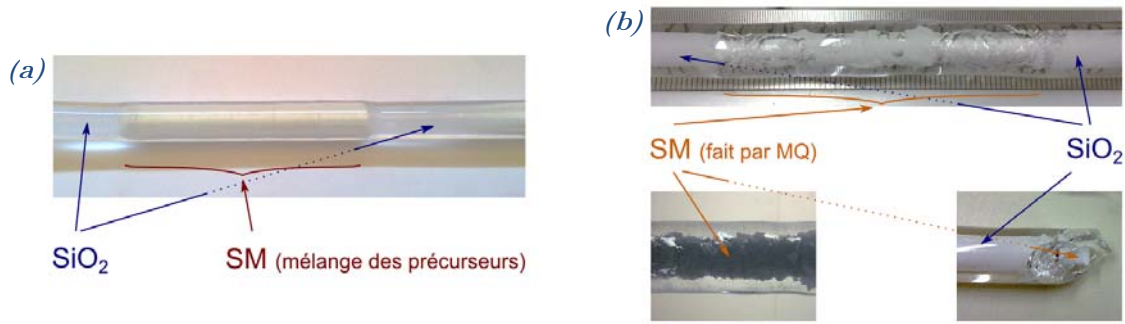 (a)
SiO2
SM (mélange des précurseurs)
(b)
SM (fait par MQ)
SiO2